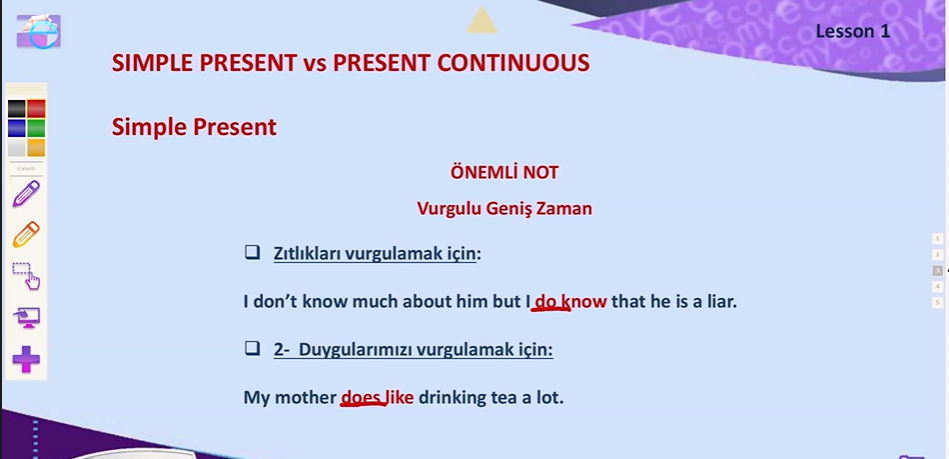 Lesson 1
SIMPLE PRESENT vs PRESENT CONTINUOUS
Simple Present
ÖNEMLİ NOT
Vurgulu Geniş Zaman
Zıtlıkları vurgulamak için:
I don't know much about him but I do know that he is a liar.
2- Duygularımızı vurgulamak için:
My mother does like drinking tea a lot.
Kalem
1
2
3
4
5